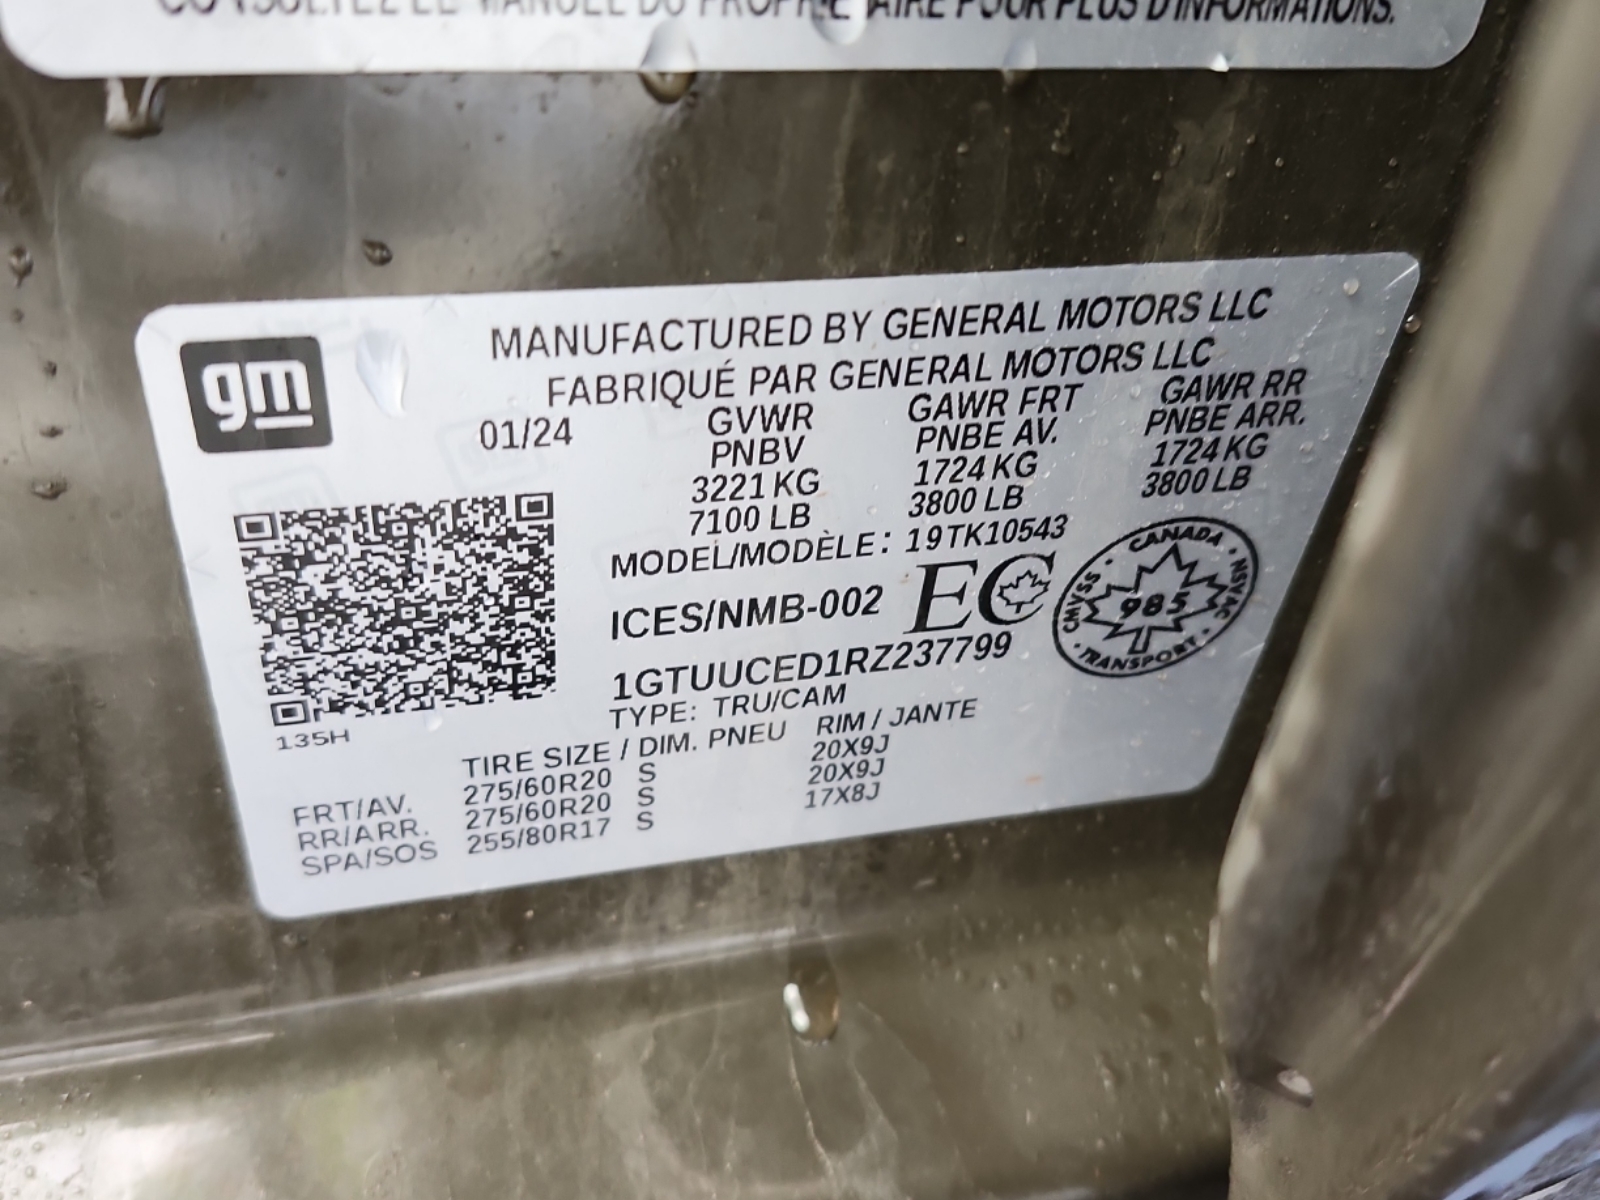 CONSULTEZ LE MANUEL DU PROPRIÉTAIRE POUR PLUS D'INFORMATIONS.
gm
MANUFACTURED BY GENERAL MOTORS LLC
FABRIQUÉ PAR GENERAL MOTORS LLC
01/24 GVWR GAWR FRT GAWR RR
PNBV PNBE AV. PNBE ARR.
3221 KG 1724 KG 1724 KG
7100 LB 3800 LB 3800 LB
MODEL/MODÈLE: 19TK10543
ICES/NMB-002 EC
CANADA
CMVSS 985 NSVAC
TRANSPORT
1GTUUCED1RZ237799
TYPE: TRU/CAM
135H
TIRE SIZE / DIM. PNEU RIM / JANTE
FRT/AV. 275/60R20 S 20X9J
RR/ARR. 275/60R20 S 20X9J
SPA/SOS 255/80R17 S 17X8J